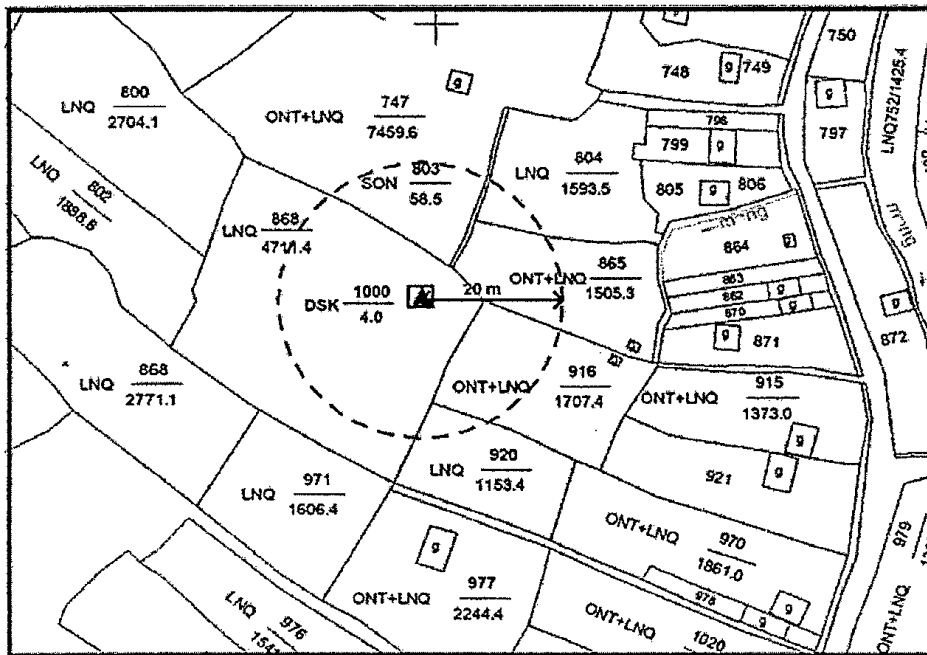 750
748
749
g
g
LNQ 800
2704.1
ONT+LNQ 747
7459.6
g
LNQ752/1425.4
798
799
g
797
LNQ 802
SON 803
58.5
LNQ 804
1593.5
805
g
806
LNQ 868
4711.4
864
ONT+LNQ 865
1505.3
863
862
g
870
g
DSK 1000
4.0
20 m
g
871
872
g
LNQ 868
2771.1
ONT+LNQ 916
1707.4
ONT+LNQ 915
1373.0
g
LNQ 971
1606.4
LNQ 920
1153.4
921
g
g
ONT+LNQ 970
1861.0
979
ONT+LNQ
ONT+LNQ 977
2244.4
g
g
LNQ 976
ONT+LNQ 1020